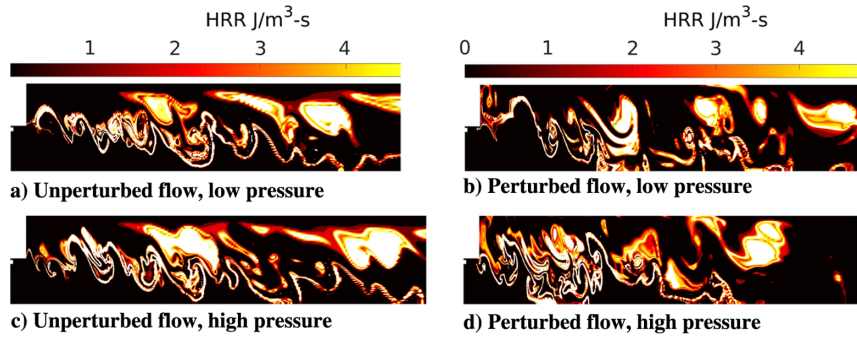 HRR J/m³-s
1 2 3 4
HRR J/m³-s
0 1 2 3 4
a) Unperturbed flow, low pressure
b) Perturbed flow, low pressure
c) Unperturbed flow, high pressure
d) Perturbed flow, high pressure